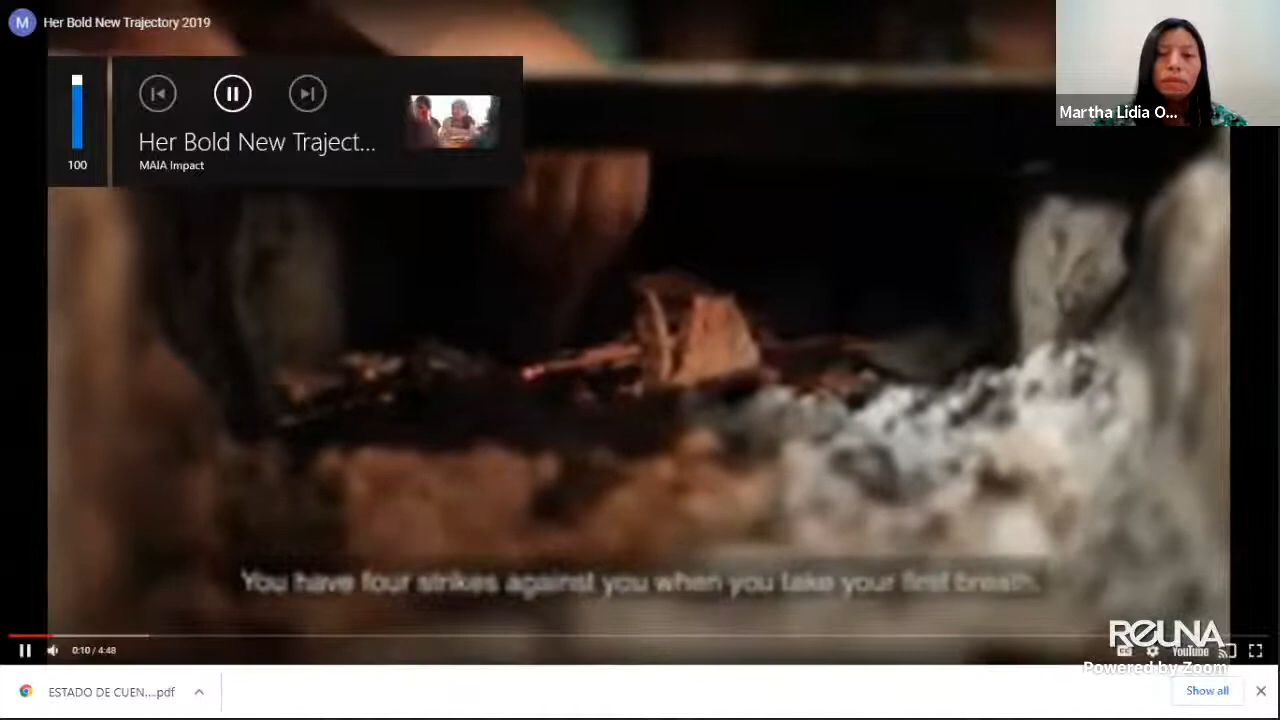 M Her Bold New Trajectory 2019
Martha Lidia O...
100
Her Bold New Traject...
MAIA Impact
You have four strikes against you when you take your first breath.
REUNA
0:10 / 4:48
CC
YouTube
Powered by Zoom
ESTADO DE CUEN....pdf
Show all